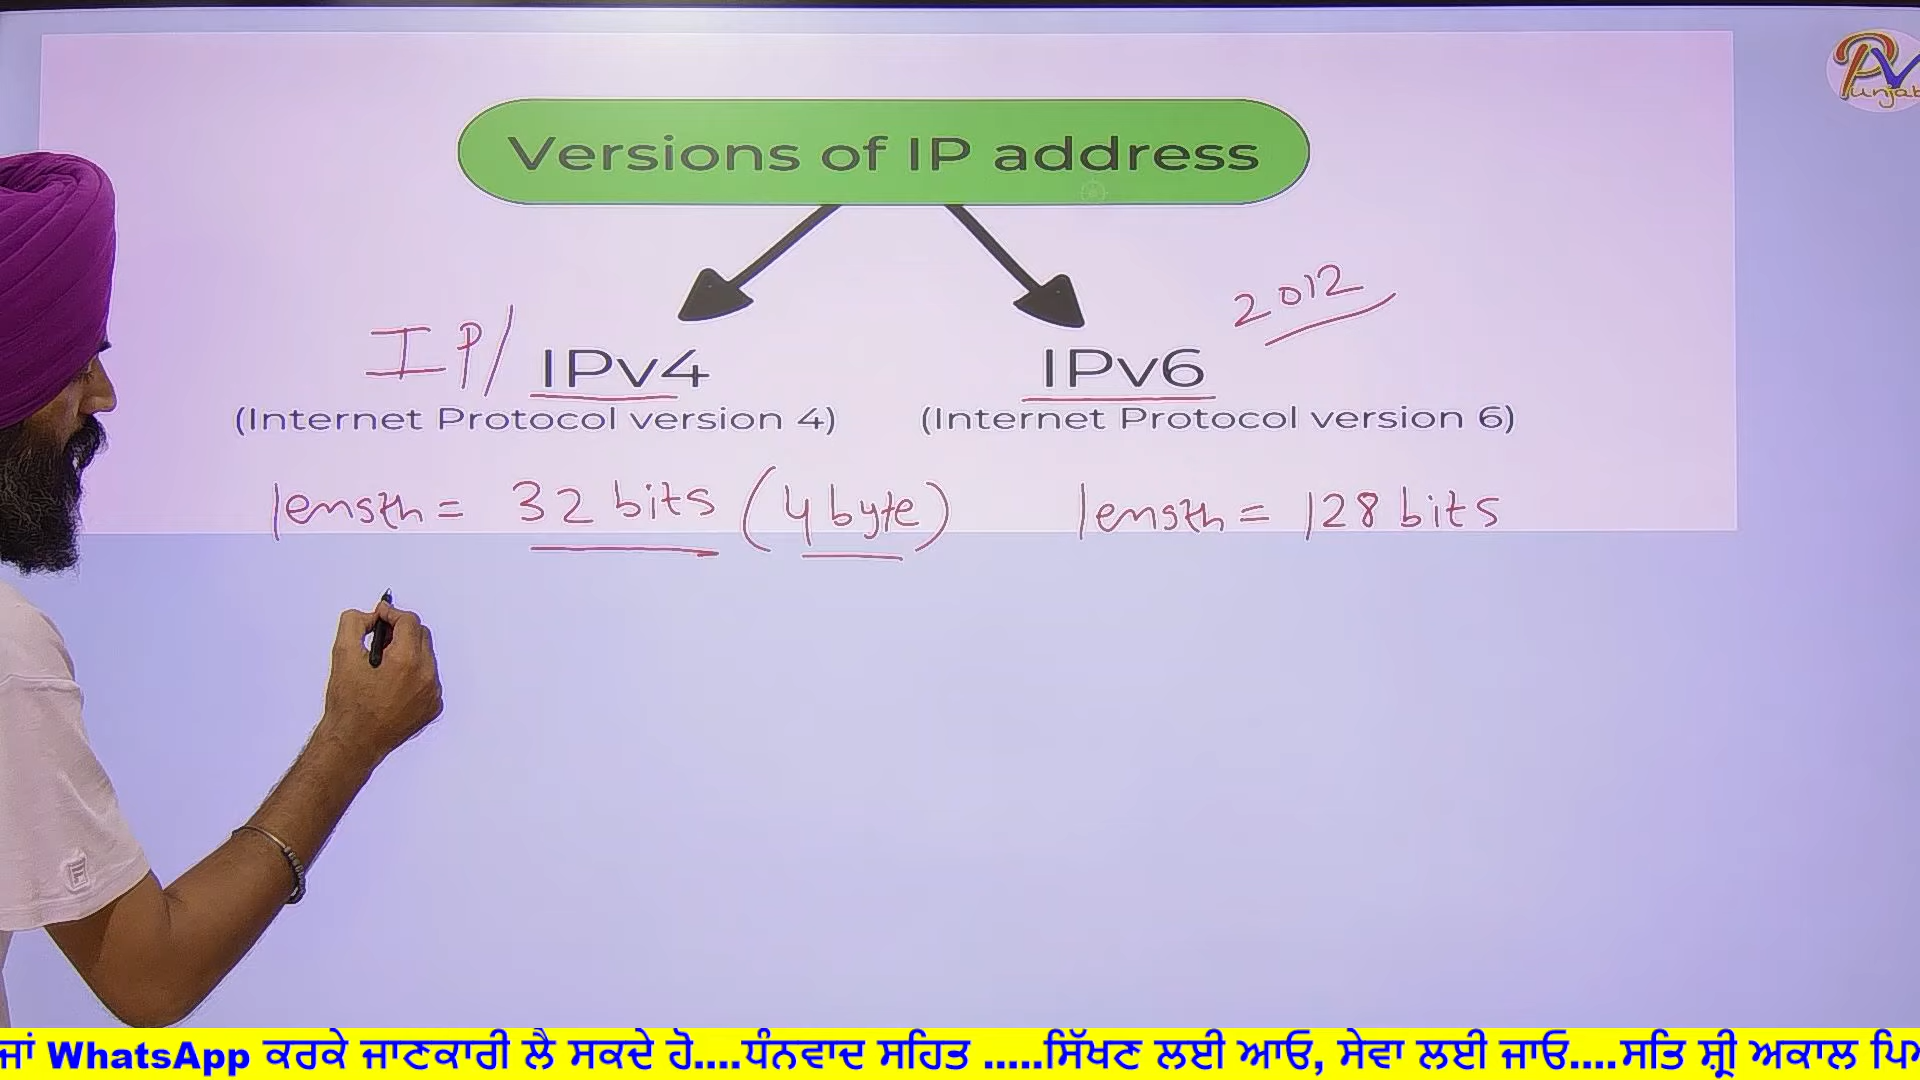 Punjab
Versions of IP address
2012
IP/ IPv4
IPv6
(Internet Protocol version 4)
(Internet Protocol version 6)
length = 32 bits (4 byte)
length = 128 bits
ਜਾਂ WhatsApp ਕਰਕੇ ਜਾਣਕਾਰੀ ਲੈ ਸਕਦੇ ਹੋ....ਧੰਨਵਾਦ ਸਹਿਤ .....ਸਿੱਖਣ ਲਈ ਆਓ, ਸੇਵਾ ਲਈ ਜਾਓ....ਸਤਿ ਸ਼੍ਰੀ ਅਕਾਲ